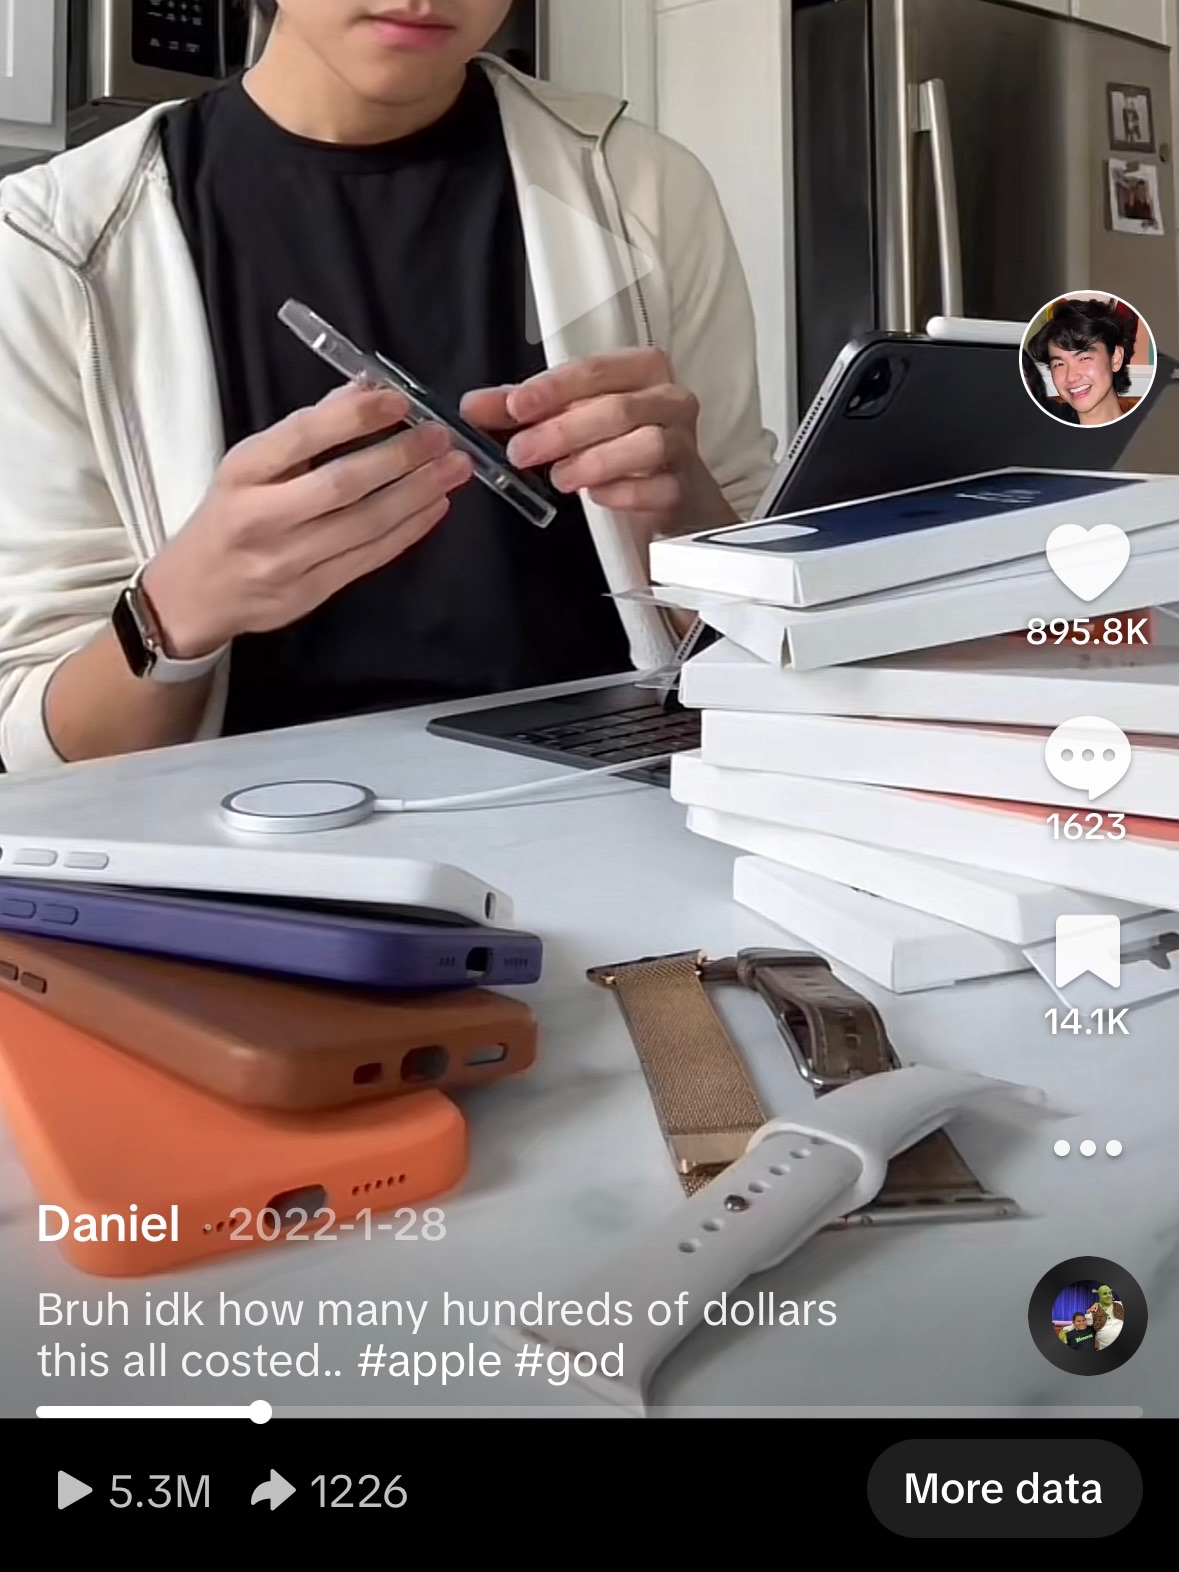 895.8K
1623
14.1K
Daniel · 2022-1-28
Bruh idk how many hundreds of dollars
this all costed.. #apple #god
5.3M 1226
More data